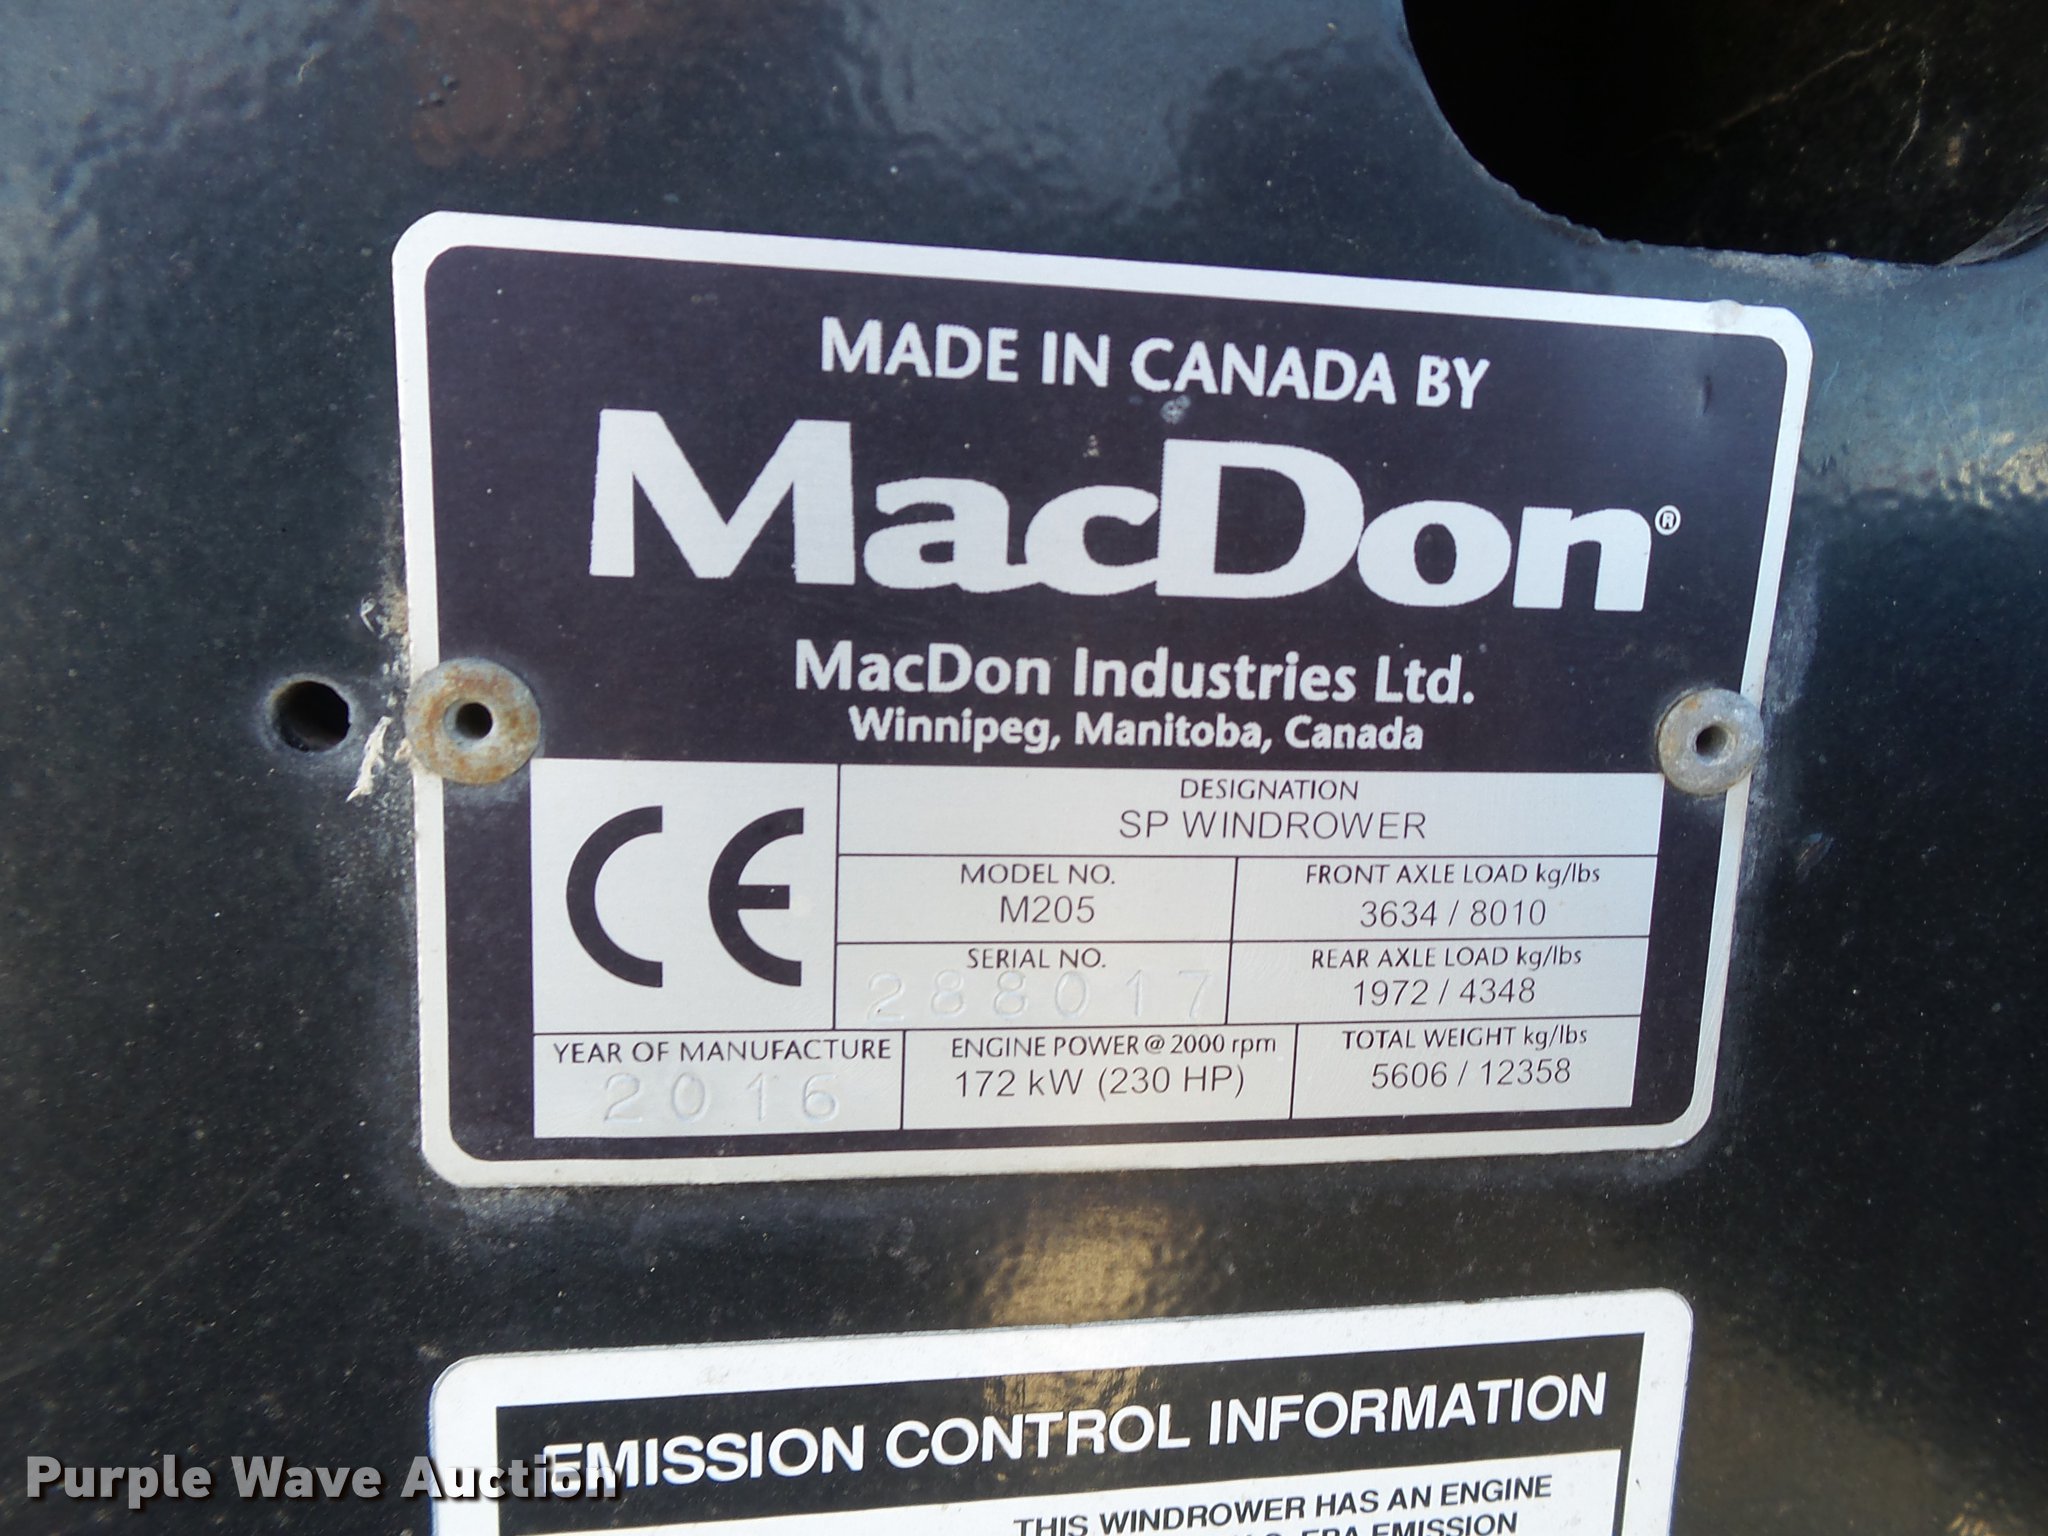 MADE IN CANADA BY
MacDon®
MacDon Industries Ltd.
Winnipeg, Manitoba, Canada
CE
DESIGNATION
SP WINDROWER
MODEL NO.
M205
FRONT AXLE LOAD kg/lbs
3634 / 8010
SERIAL NO.
288017
REAR AXLE LOAD kg/lbs
1972 / 4348
YEAR OF MANUFACTURE
2016
ENGINE POWER @ 2000 rpm
172 kW (230 HP)
TOTAL WEIGHT kg/lbs
5606 / 12358
EMISSION CONTROL INFORMATION
THIS WINDROWER HAS AN ENGINE
EPA EMISSION
Purple Wave Auction